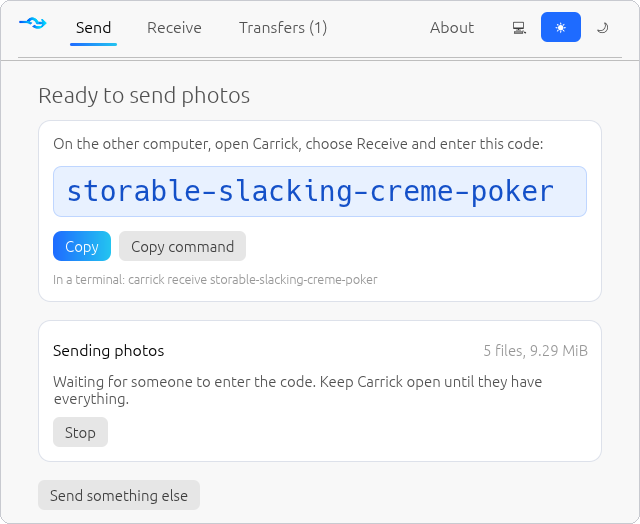 Send Receive Transfers (1) About
Ready to send photos
On the other computer, open Carrick, choose Receive and enter this code:
storable-slacking-creme-poker
Copy Copy command
In a terminal: carrick receive storable-slacking-creme-poker
Sending photos 5 files, 9.29 MiB
Waiting for someone to enter the code. Keep Carrick open until they have
everything.
Stop
Send something else